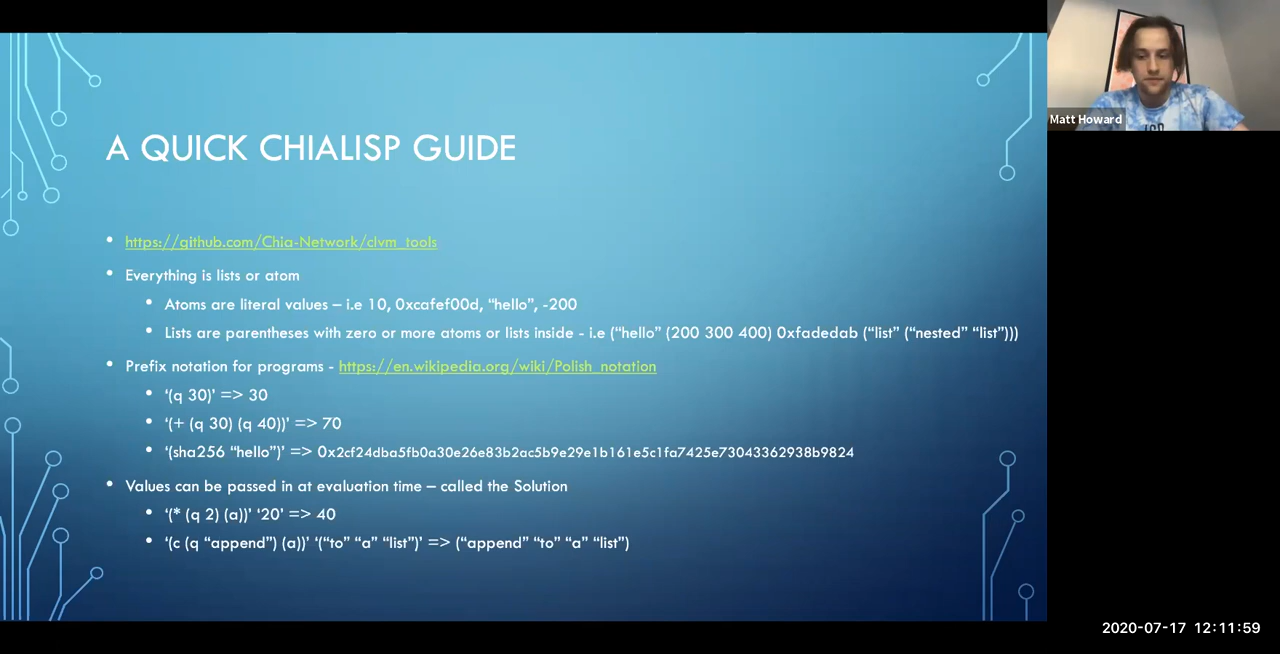 Matt Howard
A QUICK CHIALISP GUIDE
• https://github.com/Chia-Network/clvm_tools
• Everything is lists or atom
• Atoms are literal values – i.e 10, 0xcafef00d, “hello”, -200
• Lists are parentheses with zero or more atoms or lists inside - i.e (“hello” (200 300 400) 0xfadedab (“list” (“nested” “list”)))
• Prefix notation for programs - https://en.wikipedia.org/wiki/Polish_notation
• ‘(q 30)’ => 30
• ‘(+ (q 30) (q 40))’ => 70
• ‘(sha256 “hello”)’ => 0x2cf24dba5fb0a30e26e83b2ac5b9e29e1b161e5c1fa7425e73043362938b9824
• Values can be passed in at evaluation time – called the Solution
• ‘(* (q 2) (a))’ ‘20’ => 40
• ‘(c (q “append”) (a))’ ‘(“to” “a” “list”)’ => (“append” “to” “a” “list”)
2020-07-17 12:11:59